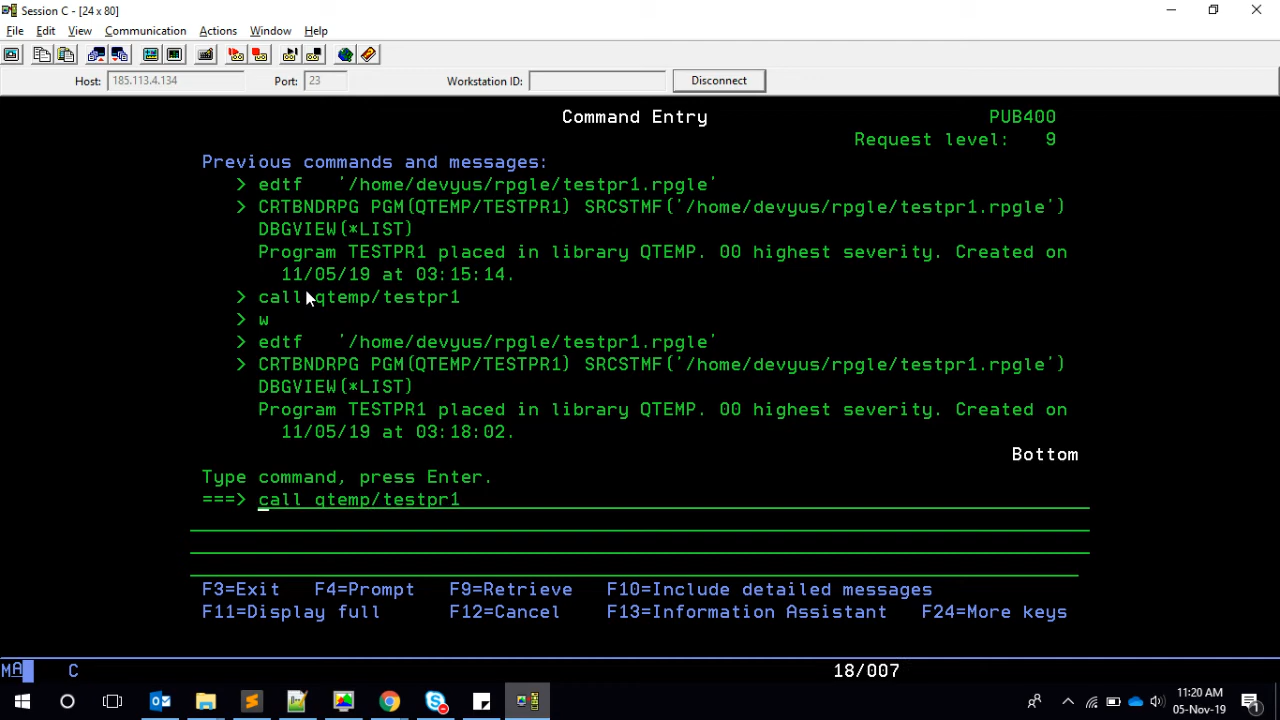 Session C - [24 x 80]
File Edit View Communication Actions Window Help
Host: 185.113.4.134 Port: 23 Workstation ID: Disconnect
Command Entry PUB400
Request level: 9
Previous commands and messages:
> edtf '/home/devyus/rpgle/testpr1.rpgle'
> CRTBNDRPG PGM(QTEMP/TESTPR1) SRCSTMF('/home/devyus/rpgle/testpr1.rpgle')
DBGVIEW(*LIST)
Program TESTPR1 placed in library QTEMP. 00 highest severity. Created on
11/05/19 at 03:15:14.
> call qtemp/testpr1
> w
> edtf '/home/devyus/rpgle/testpr1.rpgle'
> CRTBNDRPG PGM(QTEMP/TESTPR1) SRCSTMF('/home/devyus/rpgle/testpr1.rpgle')
DBGVIEW(*LIST)
Program TESTPR1 placed in library QTEMP. 00 highest severity. Created on
11/05/19 at 03:18:02.
Bottom
Type command, press Enter.
===> call qtemp/testpr1
F3=Exit F4=Prompt F9=Retrieve F10=Include detailed messages
F11=Display full F12=Cancel F13=Information Assistant F24=More keys
MA C 18/007
11:20 AM
05-Nov-19
1